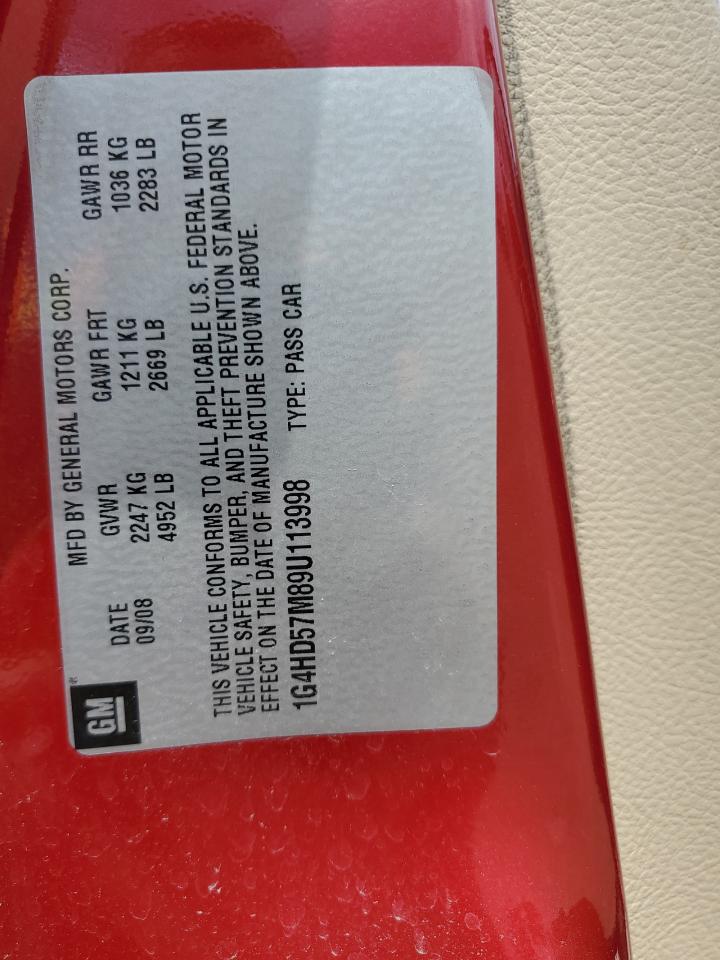 GM
MFD BY GENERAL MOTORS CORP.
DATE GVWR GAWR FRT GAWR RR
09/08 2247 KG 1211 KG 1036 KG
4952 LB 2669 LB 2283 LB
THIS VEHICLE CONFORMS TO ALL APPLICABLE U.S. FEDERAL MOTOR
VEHICLE SAFETY, BUMPER, AND THEFT PREVENTION STANDARDS IN
EFFECT ON THE DATE OF MANUFACTURE SHOWN ABOVE.
1G4HD57M89U113998 TYPE: PASS CAR